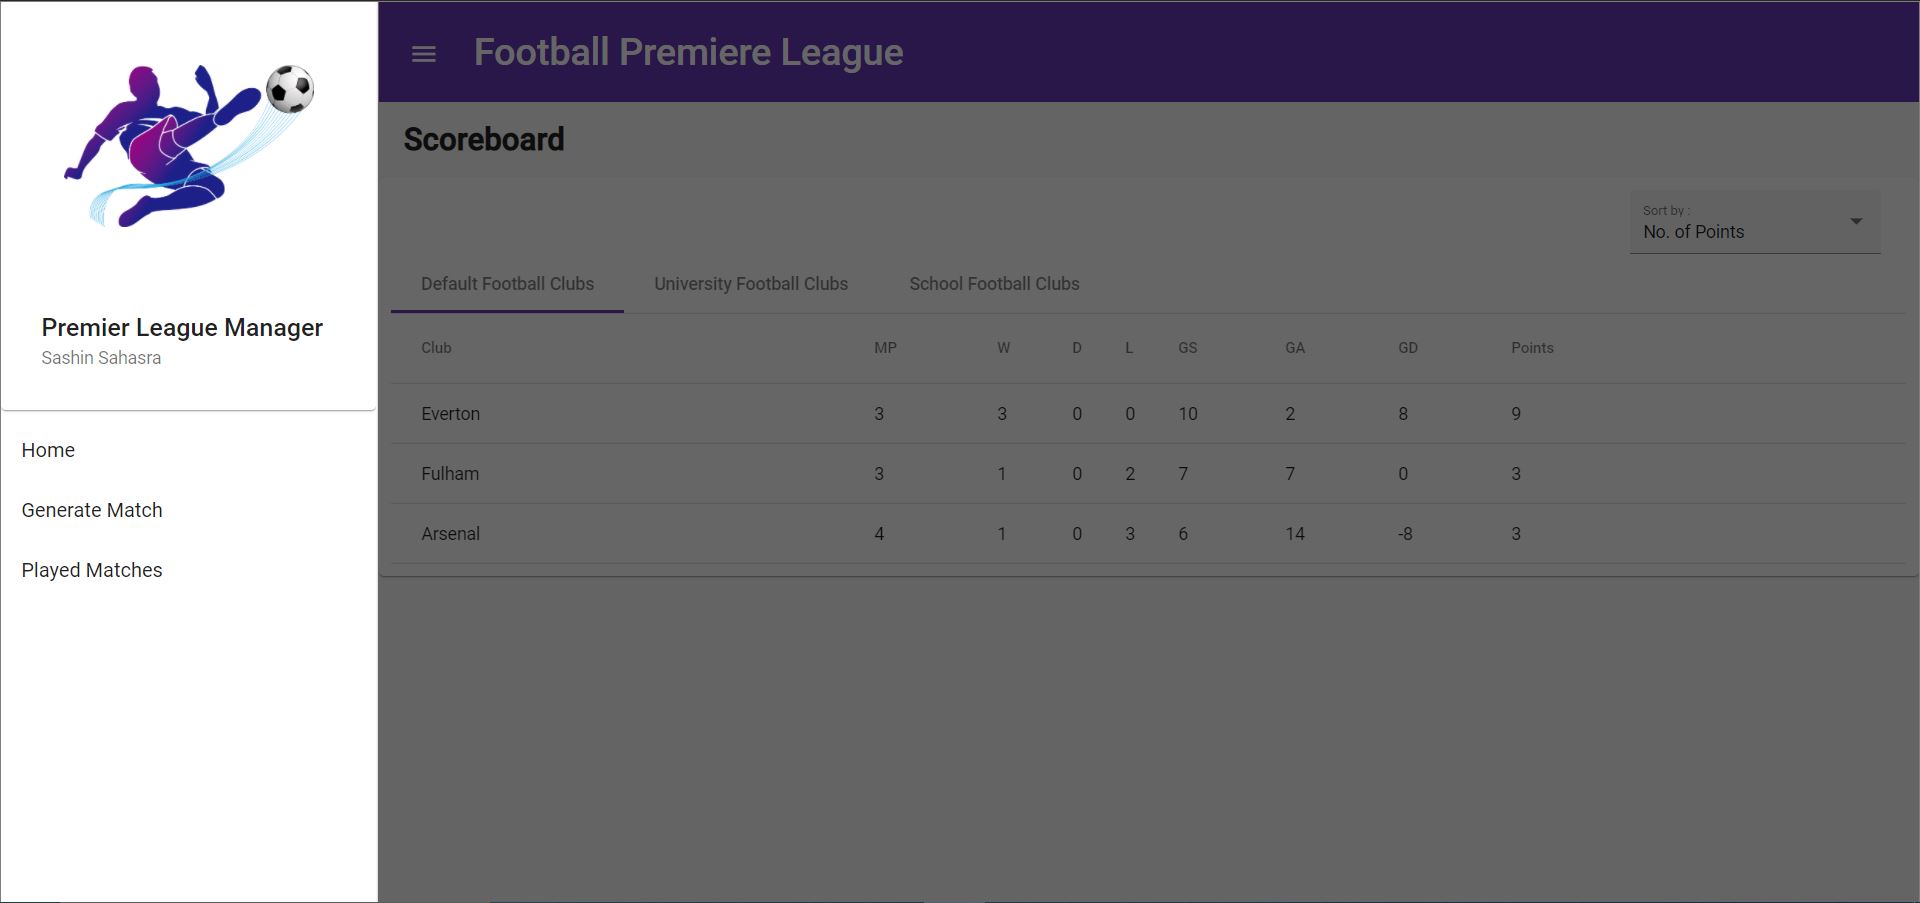 Premier League Manager
Sashin Sahasra
Home
Generate Match
Played Matches
Football Premiere League
Scoreboard
Sort by :
No. of Points
Default Football Clubs University Football Clubs School Football Clubs
Club MP W D L GS GA GD Points
Everton 3 3 0 0 10 2 8 9
Fulham 3 1 0 2 7 7 0 3
Arsenal 4 1 0 3 6 14 -8 3